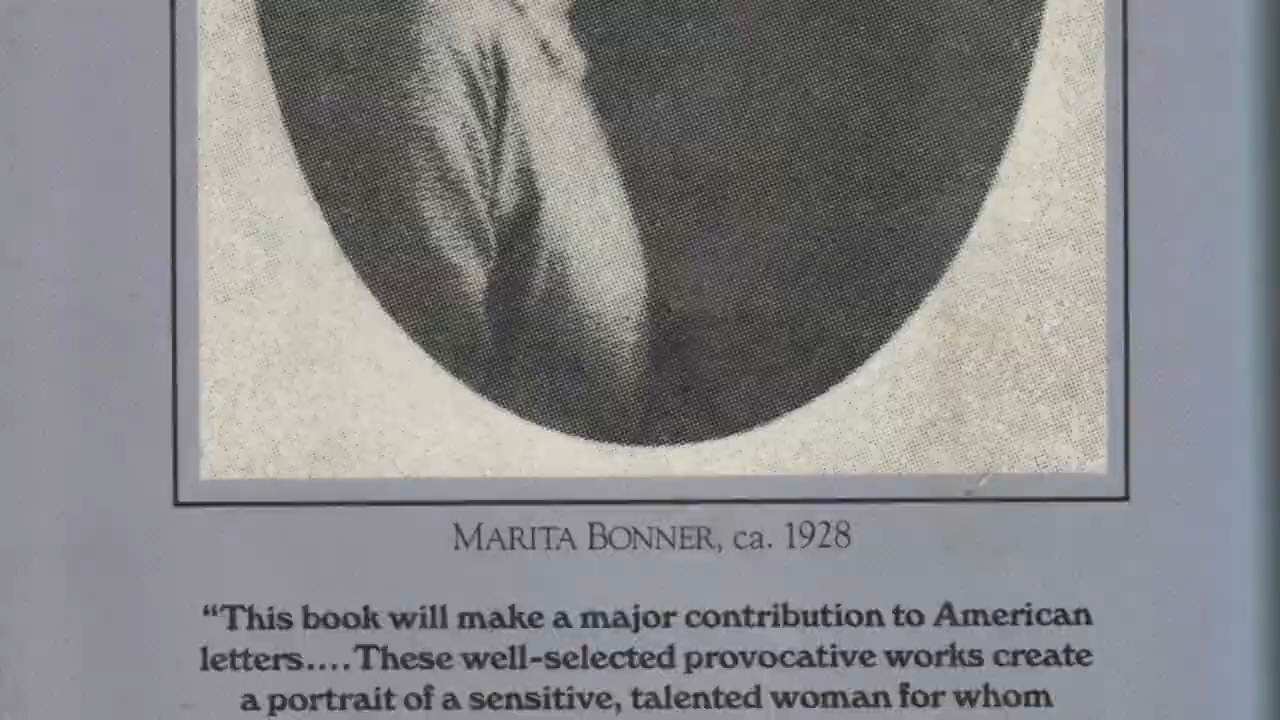 MARITA BONNER, ca. 1928
“This book will make a major contribution to American
letters....These well-selected provocative works create
a portrait of a sensitive, talented woman for whom